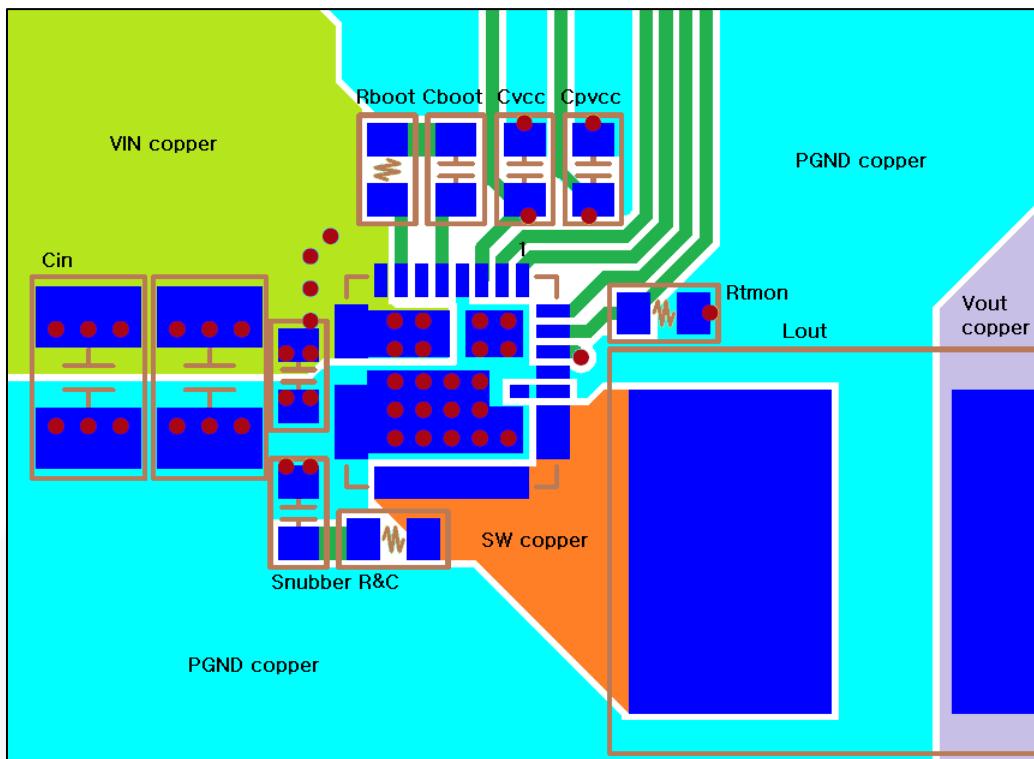 Rboot Cboot Cvcc Cpvcc
VIN copper
PGND copper
1
Cin
Rtmon
Vout
copper
Lout
SW copper
Snubber R&C
PGND copper